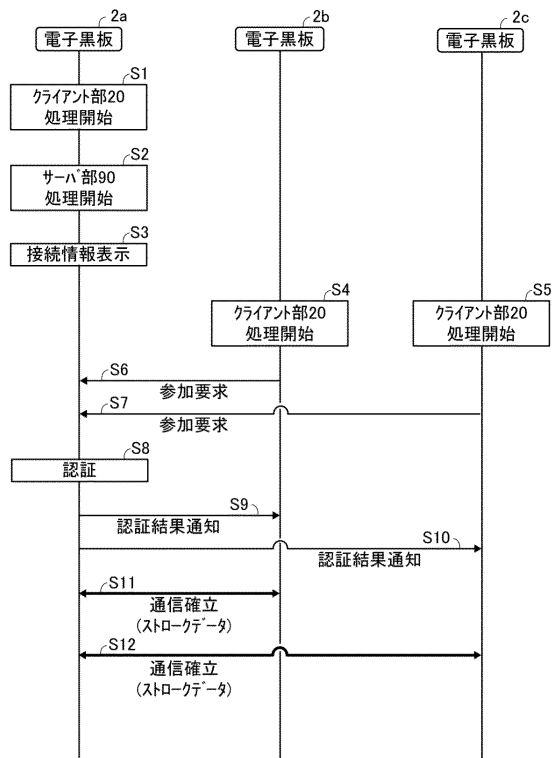 2a
電子黒板
2b
電子黒板
2c
電子黒板
S1
クライアント部20
処理開始
S2
サーバ部90
処理開始
S3
接続情報表示
S4
クライアント部20
処理開始
S5
クライアント部20
処理開始
S6
参加要求
S7
参加要求
S8
認証
S9
認証結果通知
S10
認証結果通知
S11
通信確立
(ストロークデータ)
S12
通信確立
(ストロークデータ)